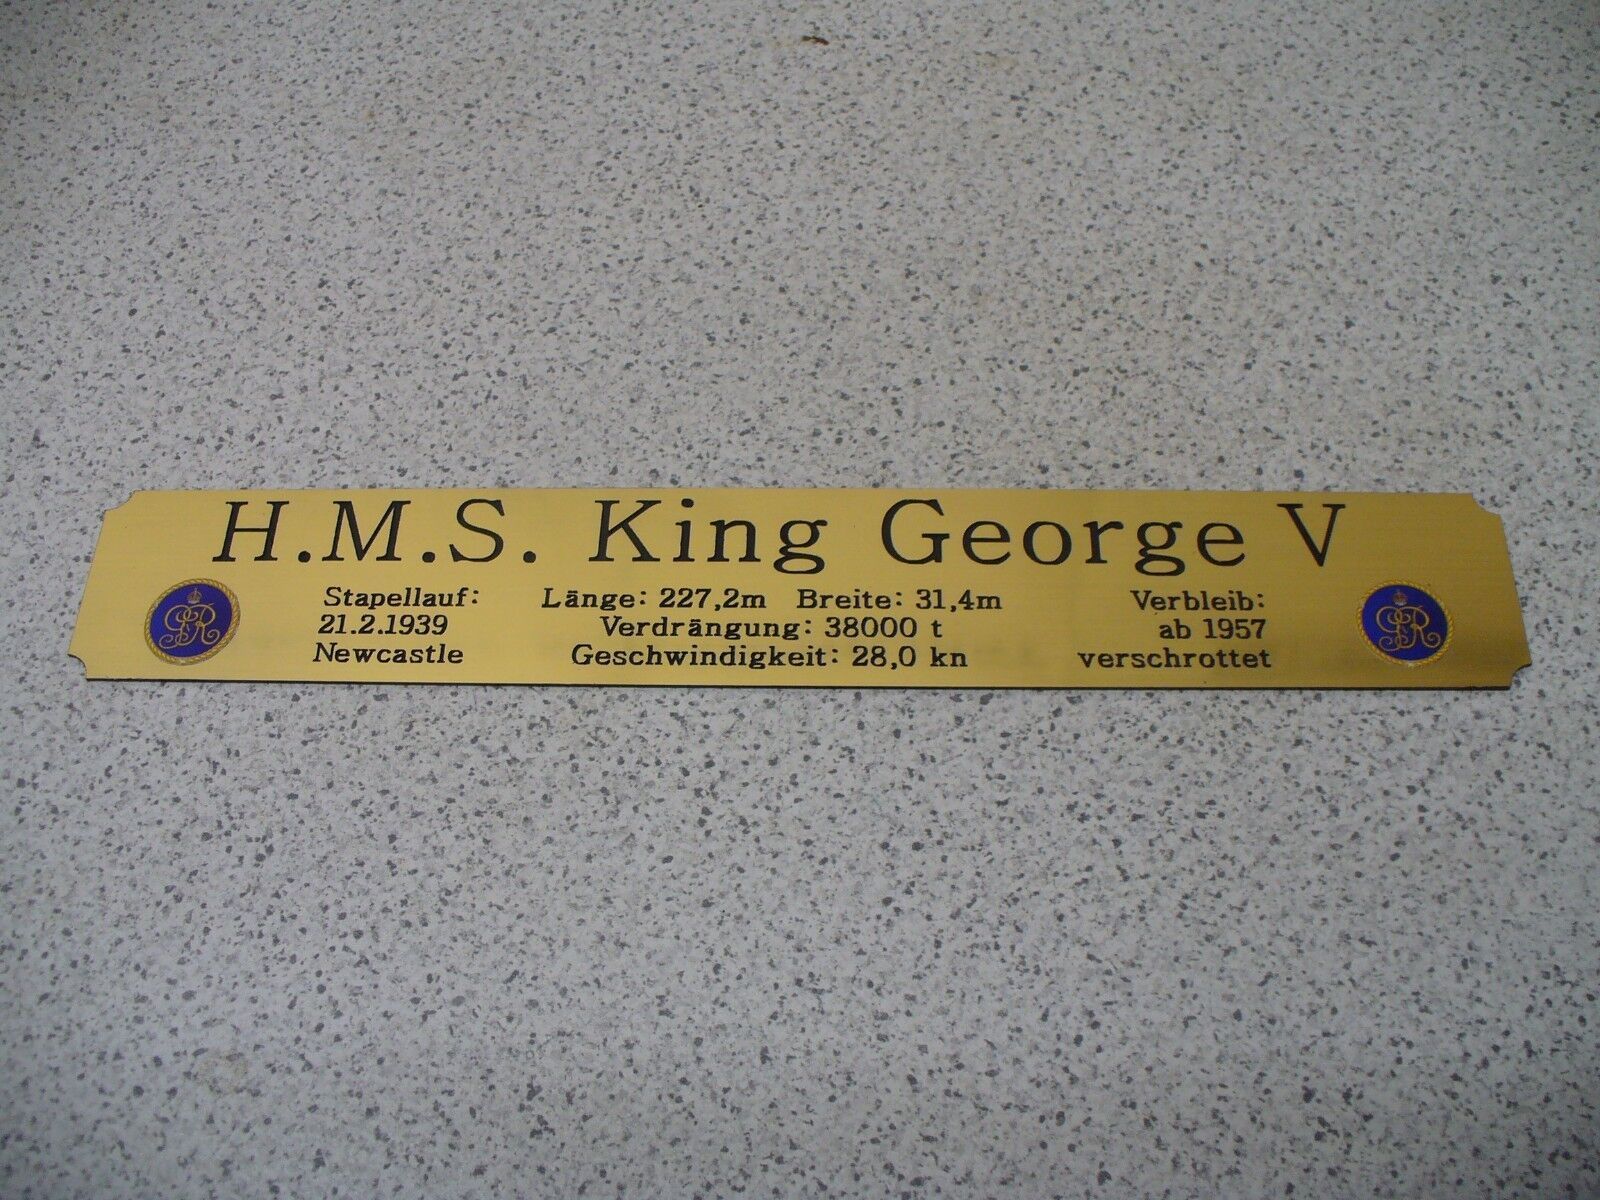 H.M.S. King George V
Stapellauf:
21.2.1939
Newcastle
Länge: 227,2m Breite: 31,4m
Verdrängung: 38000 t
Geschwindigkeit: 28,0 kn
Verbleib:
ab 1957
verschrottet